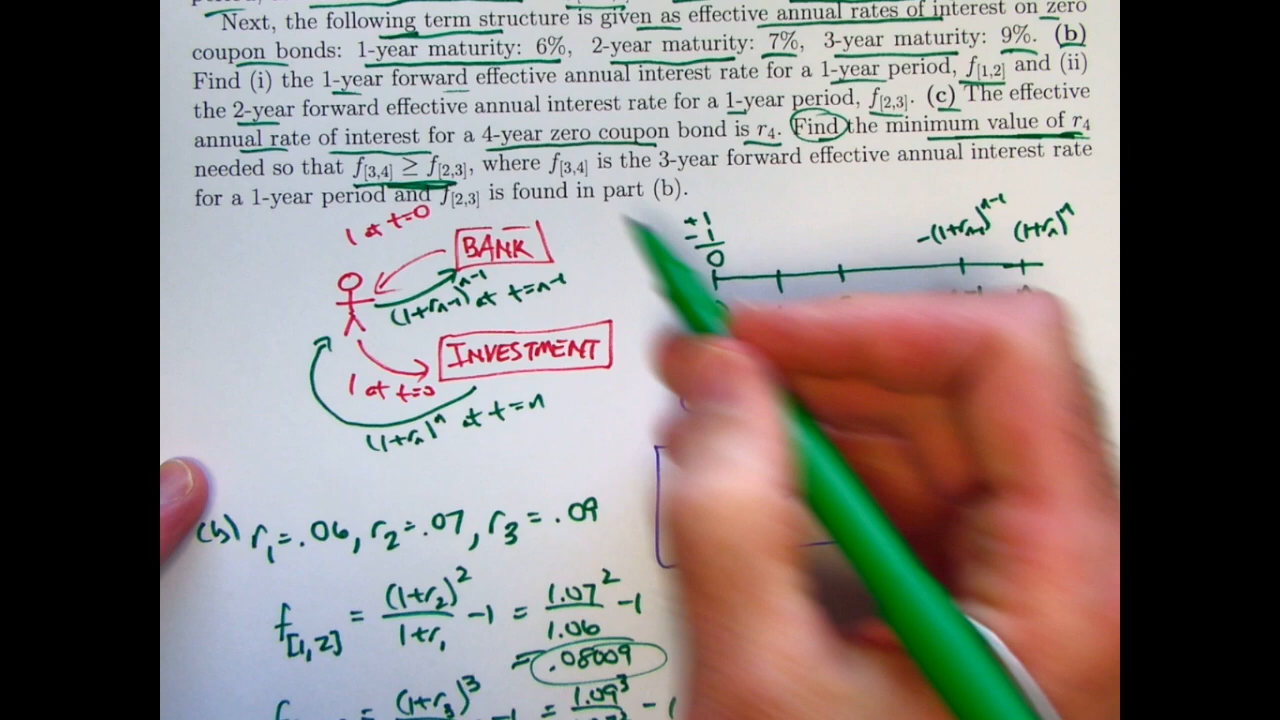 Next, the following term structure is given as effective annual rates of interest on zero
coupon bonds: 1-year maturity: 6%, 2-year maturity: 7%, 3-year maturity: 9%. (b)
Find (i) the 1-year forward effective annual interest rate for a 1-year period, f[1,2] and (ii)
the 2-year forward effective annual interest rate for a 1-year period, f[2,3]. (c) The effective
annual rate of interest for a 4-year zero coupon bond is r4. Find the minimum value of r4
needed so that f[3,4] ≥ f[2,3], where f[3,4] is the 3-year forward effective annual interest rate
for a 1-year period and f[2,3] is found in part (b).
1 at t=0
BANK
(1+rn-1)^n-1 at t=n-1
INVESTMENT
1 at t=0
(1+rn)^n at t=n
+1
-1
0
-(1+rn-1)^n-1 (1+rn)^n
(b) r1=.06, r2=.07, r3=.09
f[1,2] = (1+r2)^2/1+r1 -1 = 1.07^2/1.06 -1
= .08009
= (1+r3)^3 -1 = 1.09^3 -1